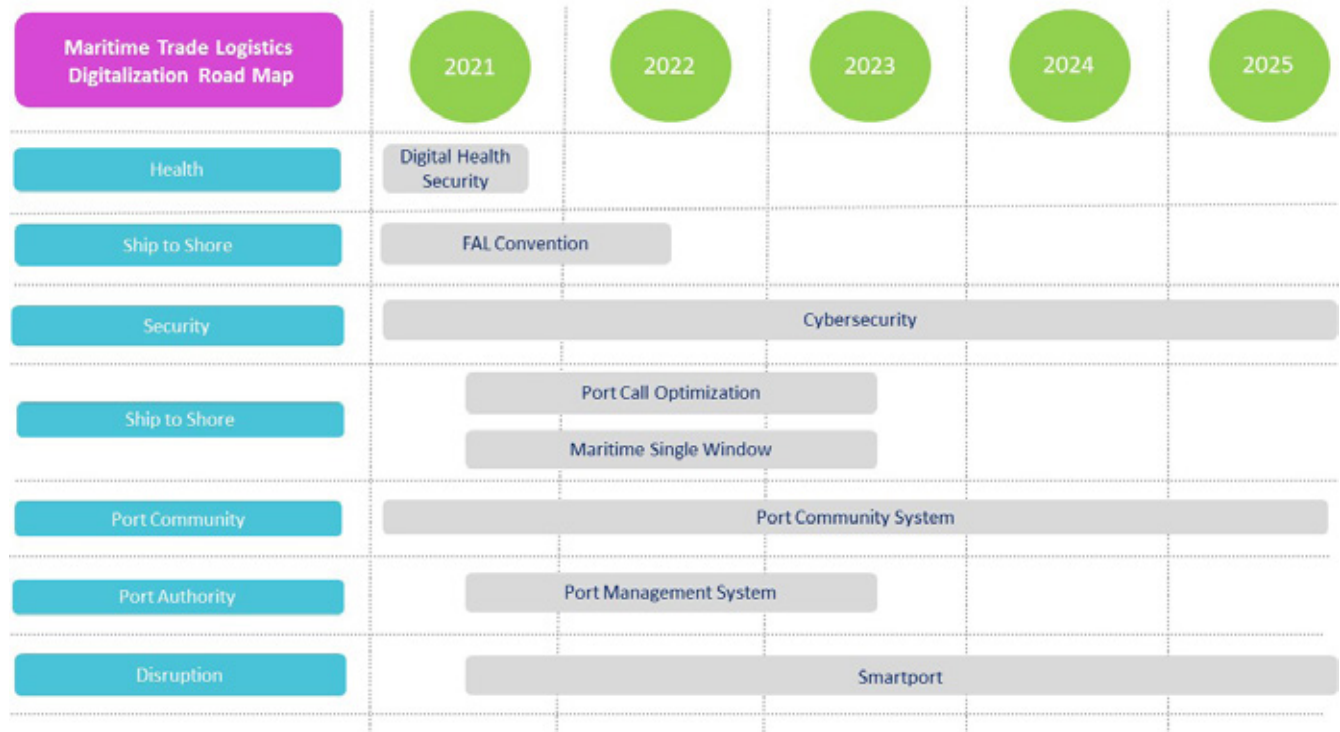 Maritime Trade Logistics
Digitalization Road Map
2021
2022
2023
2024
2025
Health
Digital Health
Security
Ship to Shore
FAL Convention
Security
Cybersecurity
Ship to Shore
Port Call Optimization
Maritime Single Window
Port Community
Port Community System
Port Authority
Port Management System
Disruption
Smartport